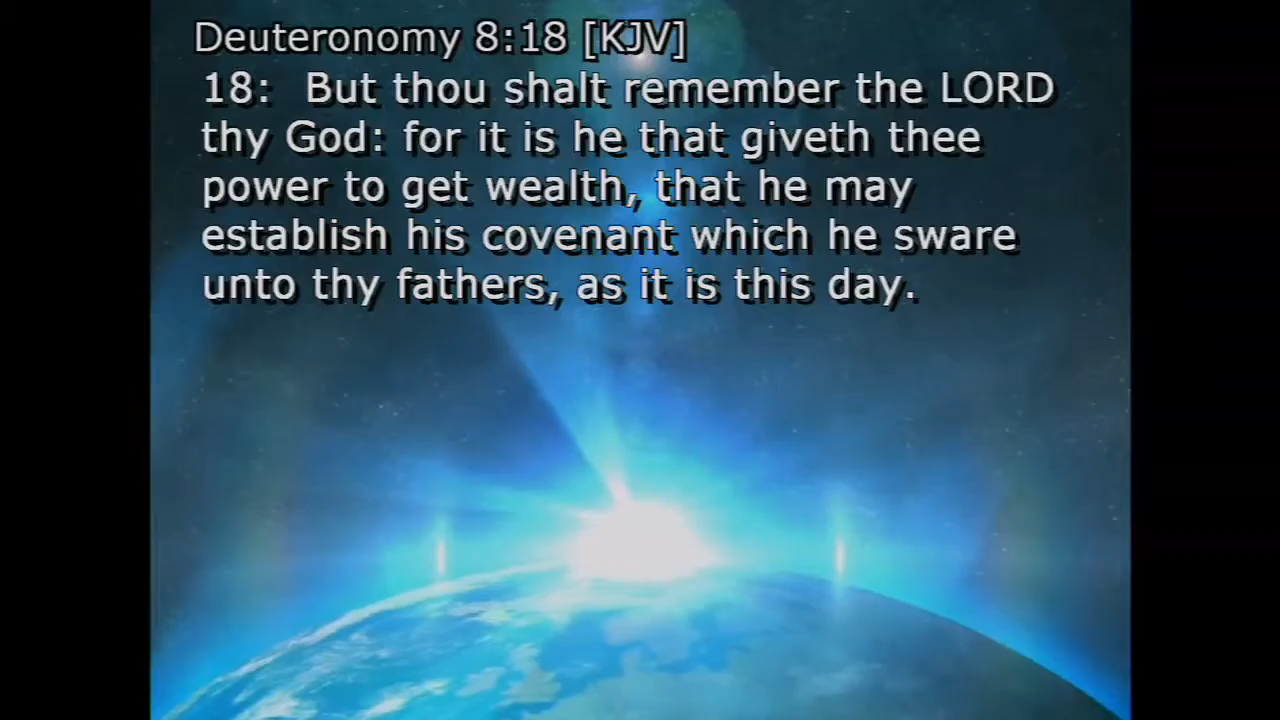 Deuteronomy 8:18 [KJV]
18: But thou shalt remember the LORD
thy God: for it is he that giveth thee
power to get wealth, that he may
establish his covenant which he sware
unto thy fathers, as it is this day.